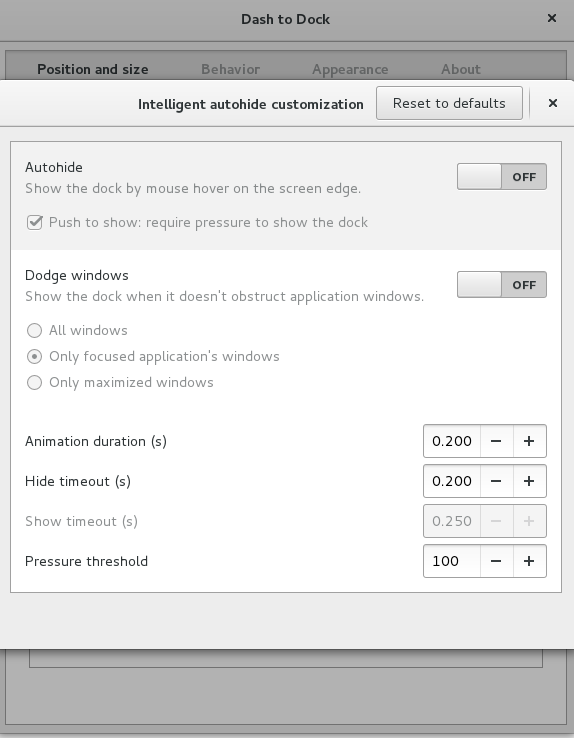 Dash to Dock
Position and size Behavior Appearance About
Intelligent autohide customization Reset to defaults
Autohide
OFF
Show the dock by mouse hover on the screen edge.
Push to show: require pressure to show the dock
Dodge windows
OFF
Show the dock when it doesn't obstruct application windows.
All windows
Only focused application's windows
Only maximized windows
Animation duration (s) 0.200
Hide timeout (s) 0.200
Show timeout (s) 0.250
Pressure threshold 100